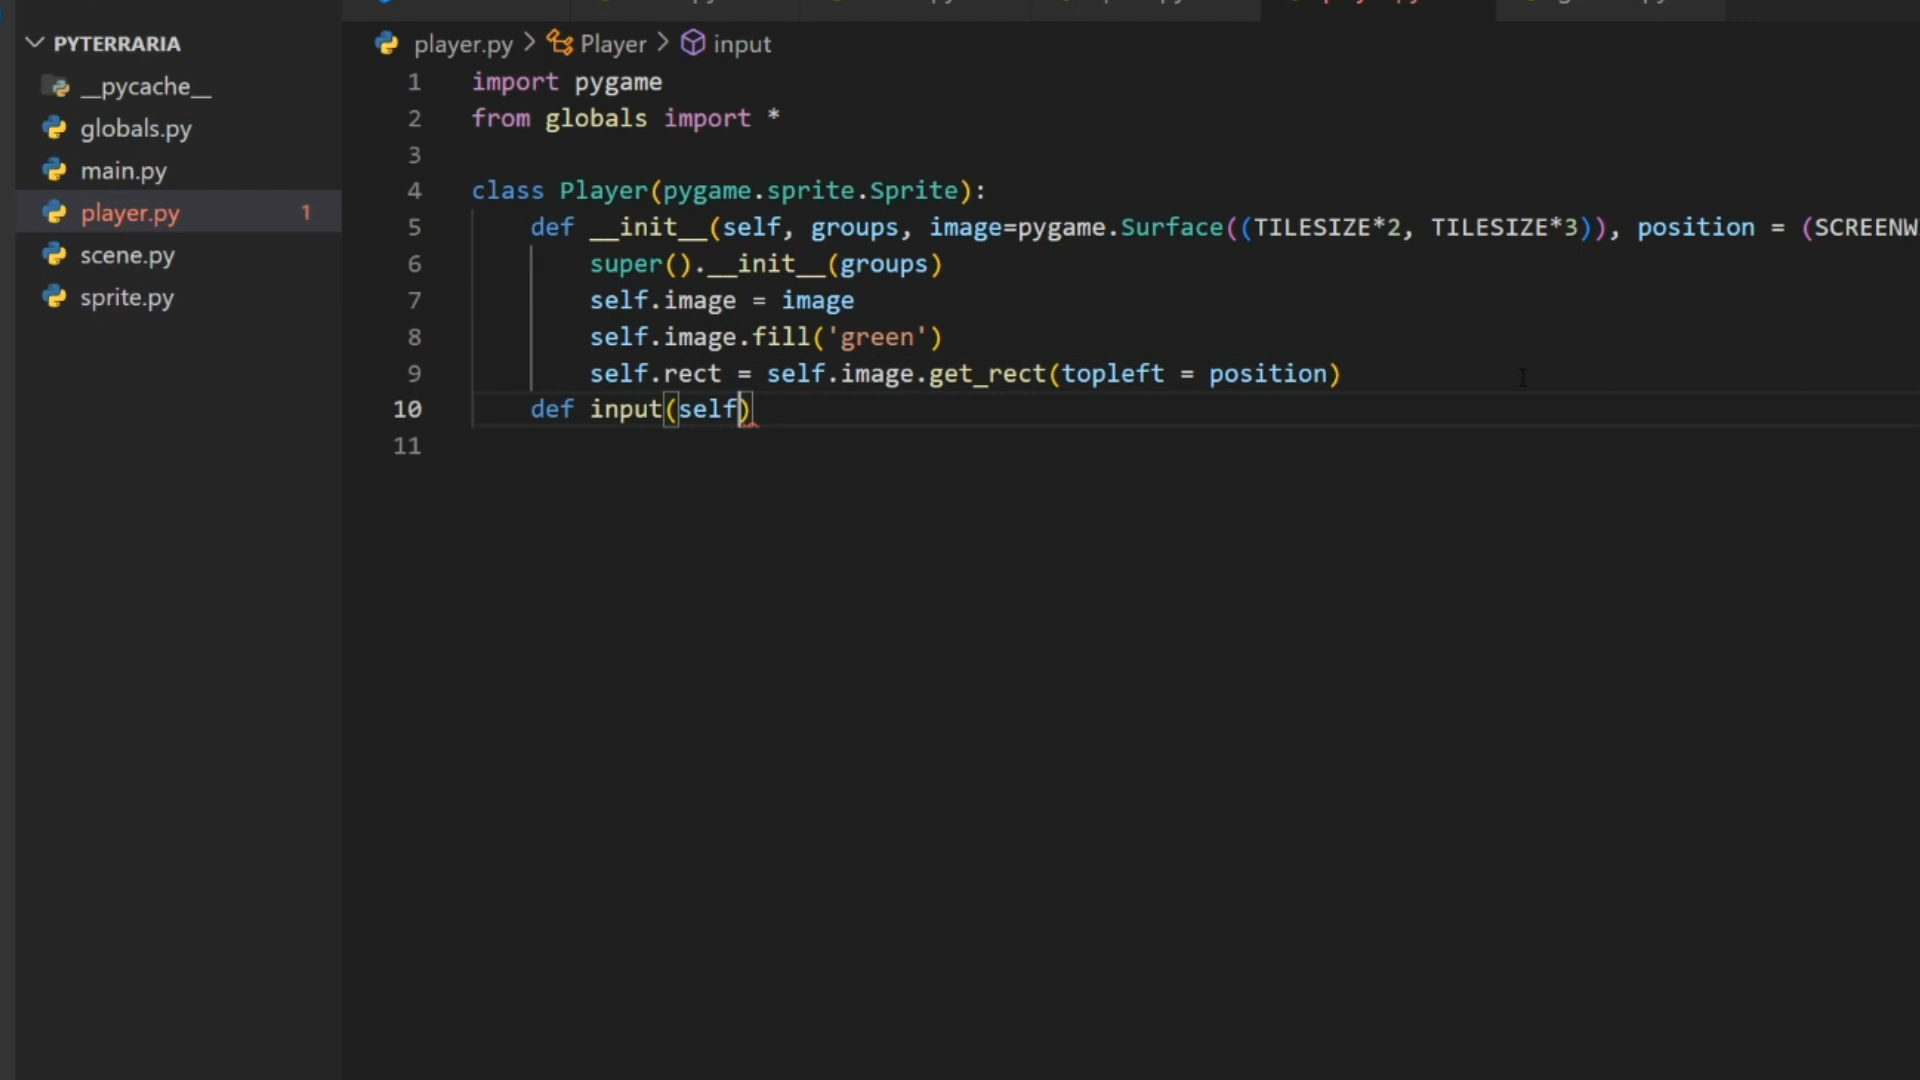 PYTERRARIA
__pycache__
globals.py
main.py
player.py 1
scene.py
sprite.py
player.py > Player > input
1 import pygame
2 from globals import *
3
4 class Player(pygame.sprite.Sprite):
5 def __init__(self, groups, image=pygame.Surface((TILESIZE*2, TILESIZE*3)), position = (SCREENW
6 super().__init__(groups)
7 self.image = image
8 self.image.fill('green')
9 self.rect = self.image.get_rect(topleft = position)
10 def input(self)
11